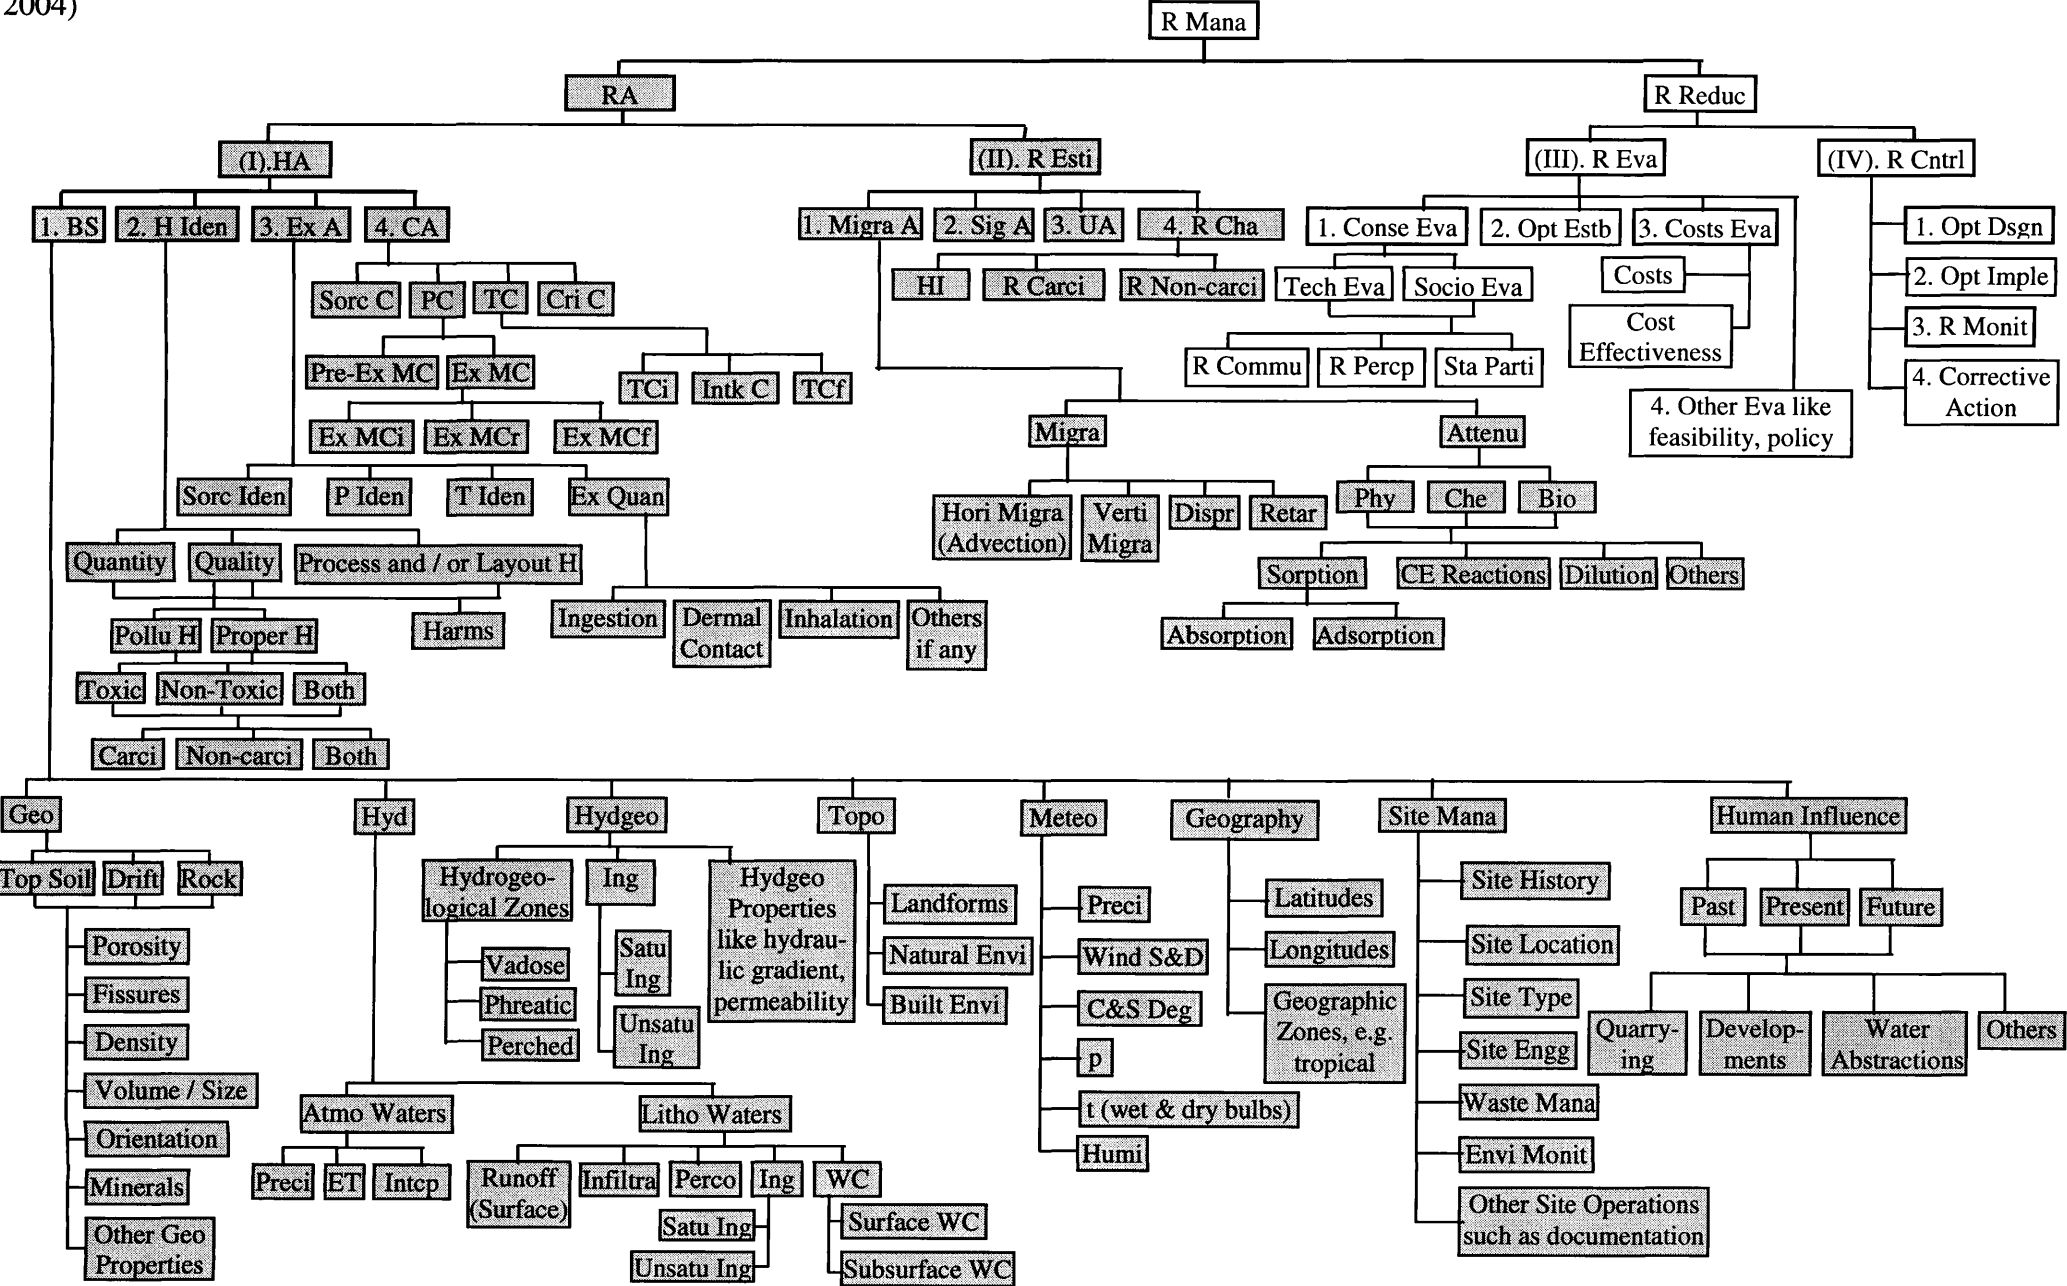 2004)
R Mana
RA
R Reduc
(I).HA
(II). R Esti
(III). R Eva
(IV). R Cntrl
1. BS
2. H Iden
3. Ex A
4. CA
1. Migra A
2. Sig A
3. UA
4. R Cha
1. Conse Eva
2. Opt Estb
3. Costs Eva
1. Opt Dsgn
Sorc C
PC
TC
Cri C
HI
R Carci
R Non-carci
Tech Eva
Socio Eva
Costs
2. Opt Imple
Cost
Effectiveness
3. R Monit
Pre-Ex MC
Ex MC
TCi
Intk C
TCf
R Commu
R Percp
Sta Parti
4. Corrective
Action
4. Other Eva like
feasibility, policy
Ex MCi
Ex MCr
Ex MCf
Migra
Attenu
Sorc Iden
P Iden
T Iden
Ex Quan
Hori Migra
(Advection)
Verti
Migra
Dispr
Retar
Phy
Che
Bio
Quantity
Quality
Process and / or Layout H
Sorption
CE Reactions
Dilution
Others
Pollu H
Proper H
Harms
Ingestion
Dermal
Contact
Inhalation
Others
if any
Absorption
Adsorption
Toxic
Non-Toxic
Both
Carci
Non-carci
Both
Geo
Hyd
Hydgeo
Topo
Meteo
Geography
Site Mana
Human Influence
Top Soil
Drift
Rock
Porosity
Fissures
Density
Volume / Size
Orientation
Minerals
Other Geo
Properties
Atmo Waters
Litho Waters
Preci
ET
Intcp
Runoff
(Surface)
Infiltra
Perco
Ing
WC
Satu Ing
Unsatu Ing
Surface WC
Subsurface WC
Hydrogeo-
logical Zones
Vadose
Phreatic
Perched
Ing
Satu
Ing
Unsatu
Ing
Hydgeo
Properties
like hydrau-
lic gradient,
permeability
Landforms
Natural Envi
Built Envi
Preci
Wind S&D
C&S Deg
p
t (wet & dry bulbs)
Humi
Latitudes
Longitudes
Geographic
Zones, e.g.
tropical
Site History
Site Location
Site Type
Site Engg
Waste Mana
Envi Monit
Other Site Operations
such as documentation
Past
Present
Future
Quarry-
ing
Develop-
ments
Water
Abstractions
Others